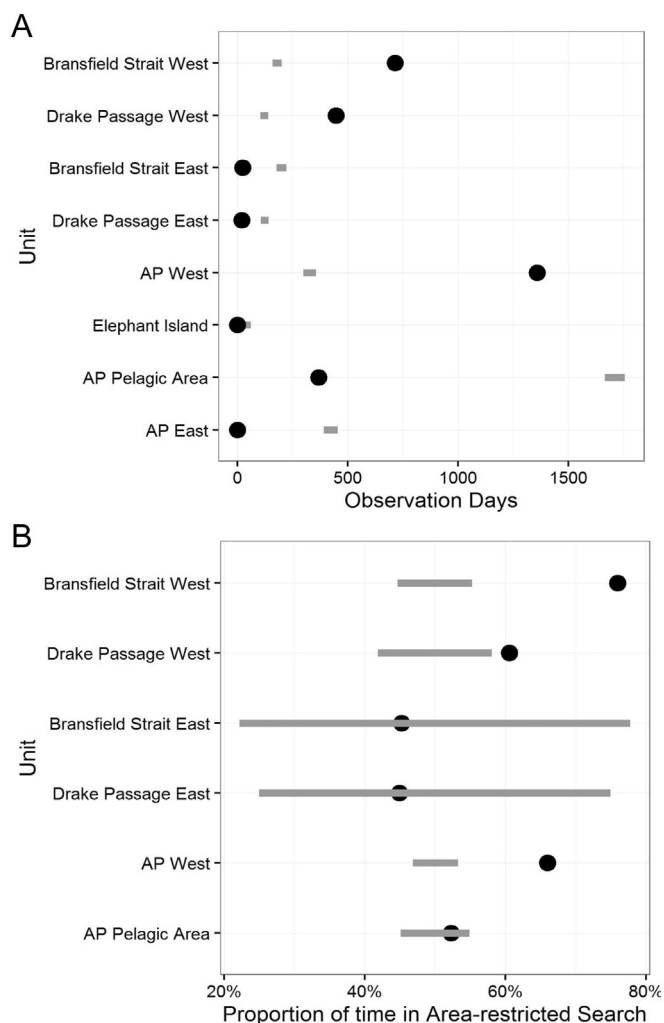 A
Unit
Bransfield Strait West
Drake Passage West
Bransfield Strait East
Drake Passage East
AP West
Elephant Island
AP Pelagic Area
AP East
0 500 1000 1500
Observation Days
B
Unit
Bransfield Strait West
Drake Passage West
Bransfield Strait East
Drake Passage East
AP West
AP Pelagic Area
20% 40% 60% 80%
Proportion of time in Area-restricted Search